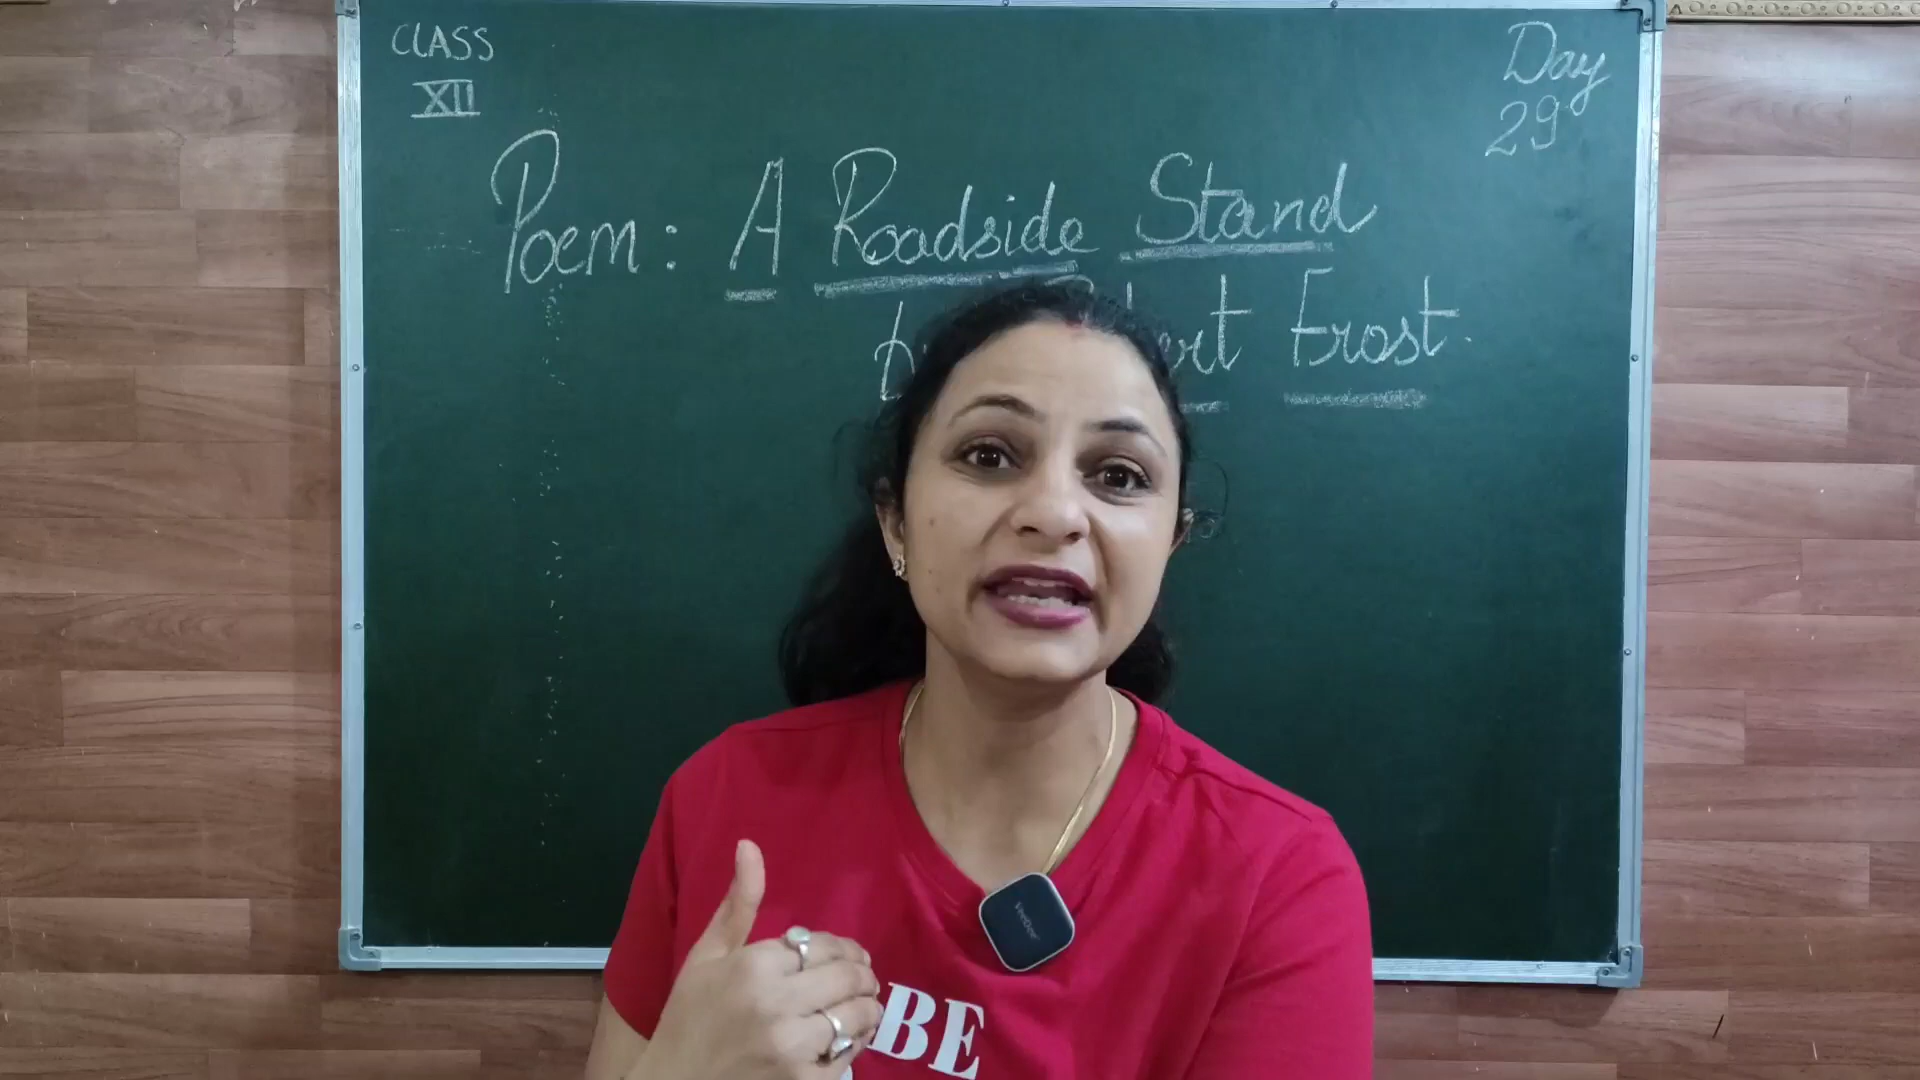 CLASS
XII
Day
29
Poem: A Roadside Stand
Frost.
BE